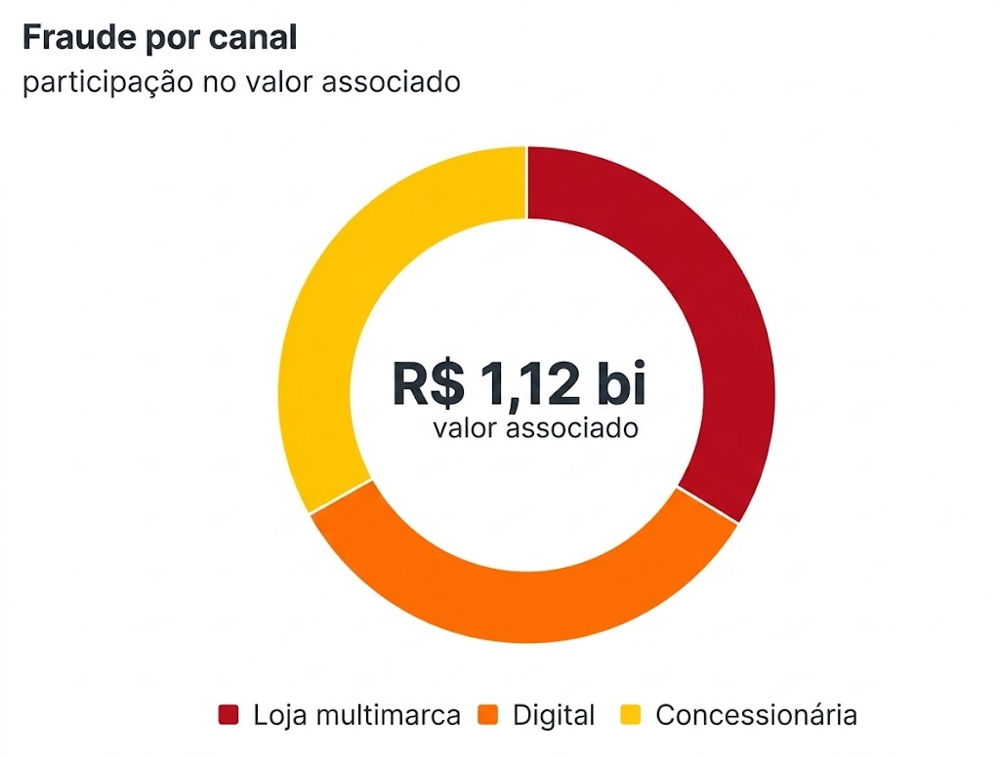 Fraude por canal
participação no valor associado
R$ 1,12 bi
valor associado
Loja multimarca Digital Concessionária